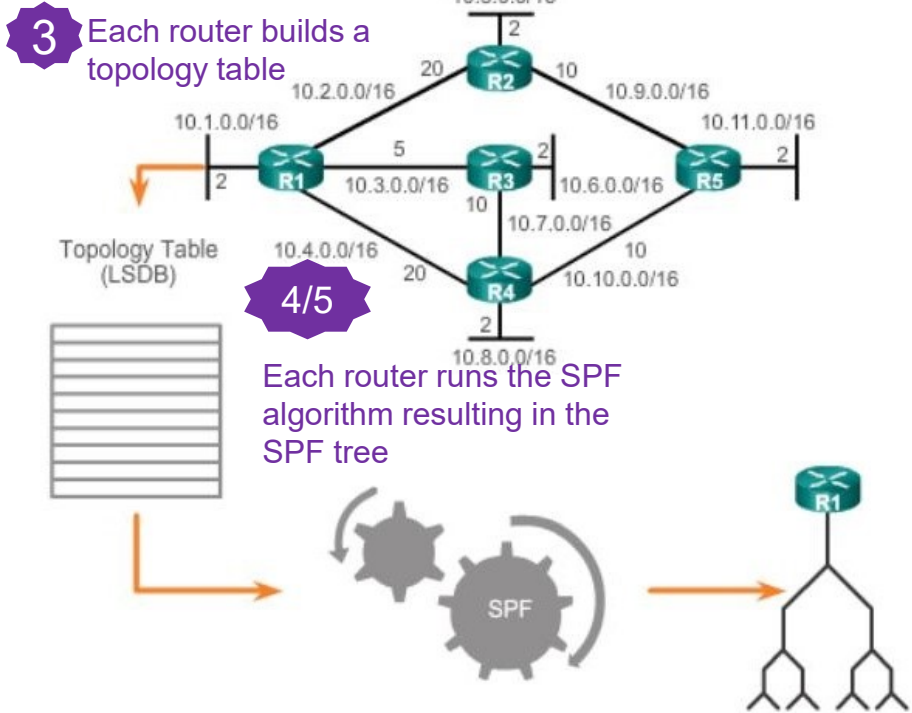 3
Each router builds a
topology table
2
20
R2
10
10.2.0.0/16
10.9.0.0/16
10.1.0.0/16
10.11.0.0/16
5
2
2
R1
R3
R5
2
10.3.0.0/16
10.6.0.0/16
10
10.7.0.0/16
Topology Table
(LSDB)
10.4.0.0/16
20
10
R4
10.10.0.0/16
4/5
2
10.8.0.0/16
Each router runs the SPF
algorithm resulting in the
SPF tree
R1
SPF